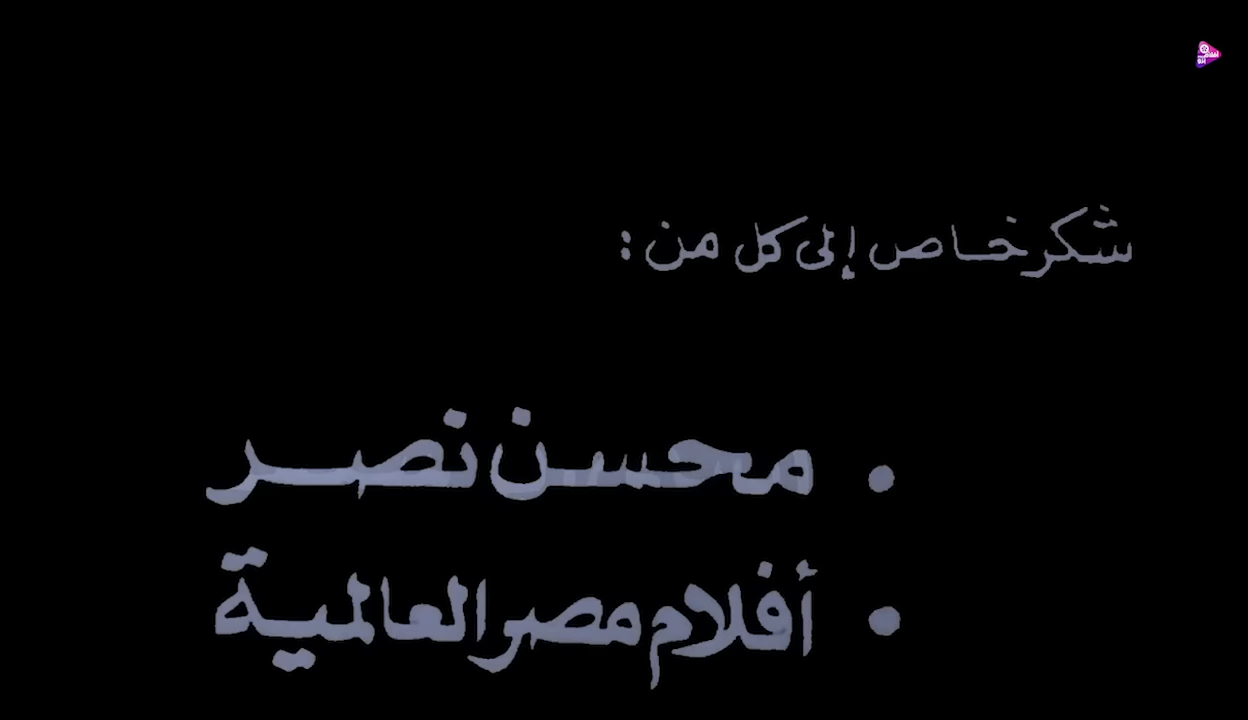 شكر خاص إلى كل من :
• محسن نصر
• أفلام مصر العالمية